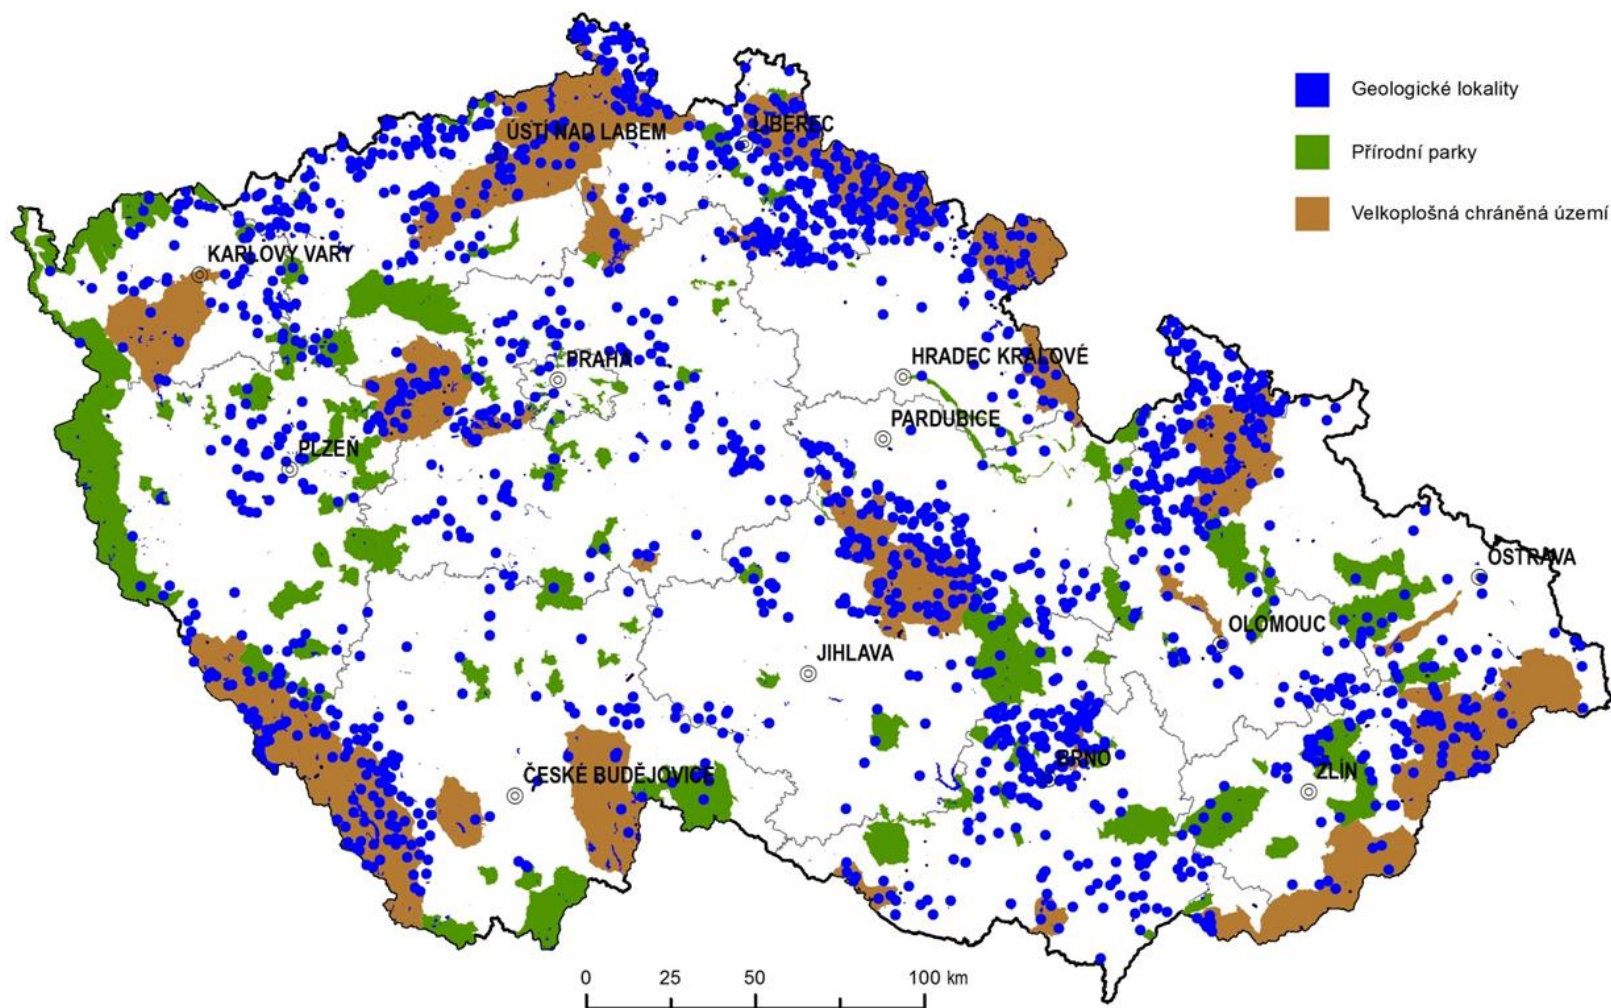 Geologické lokality
Přírodní parky
Velkoplošná chráněná území
ÚSTÍ NAD LABEM
LIBEREC
KARLOVY VARY
PRAHA
HRADEC KRÁLOVÉ
PARDUBICE
PLZEŇ
OSTRAVA
OLOMOUC
JIHLAVA
BRNO
ČESKÉ BUDĚJOVICE
ZLÍN
0 25 50 100 km